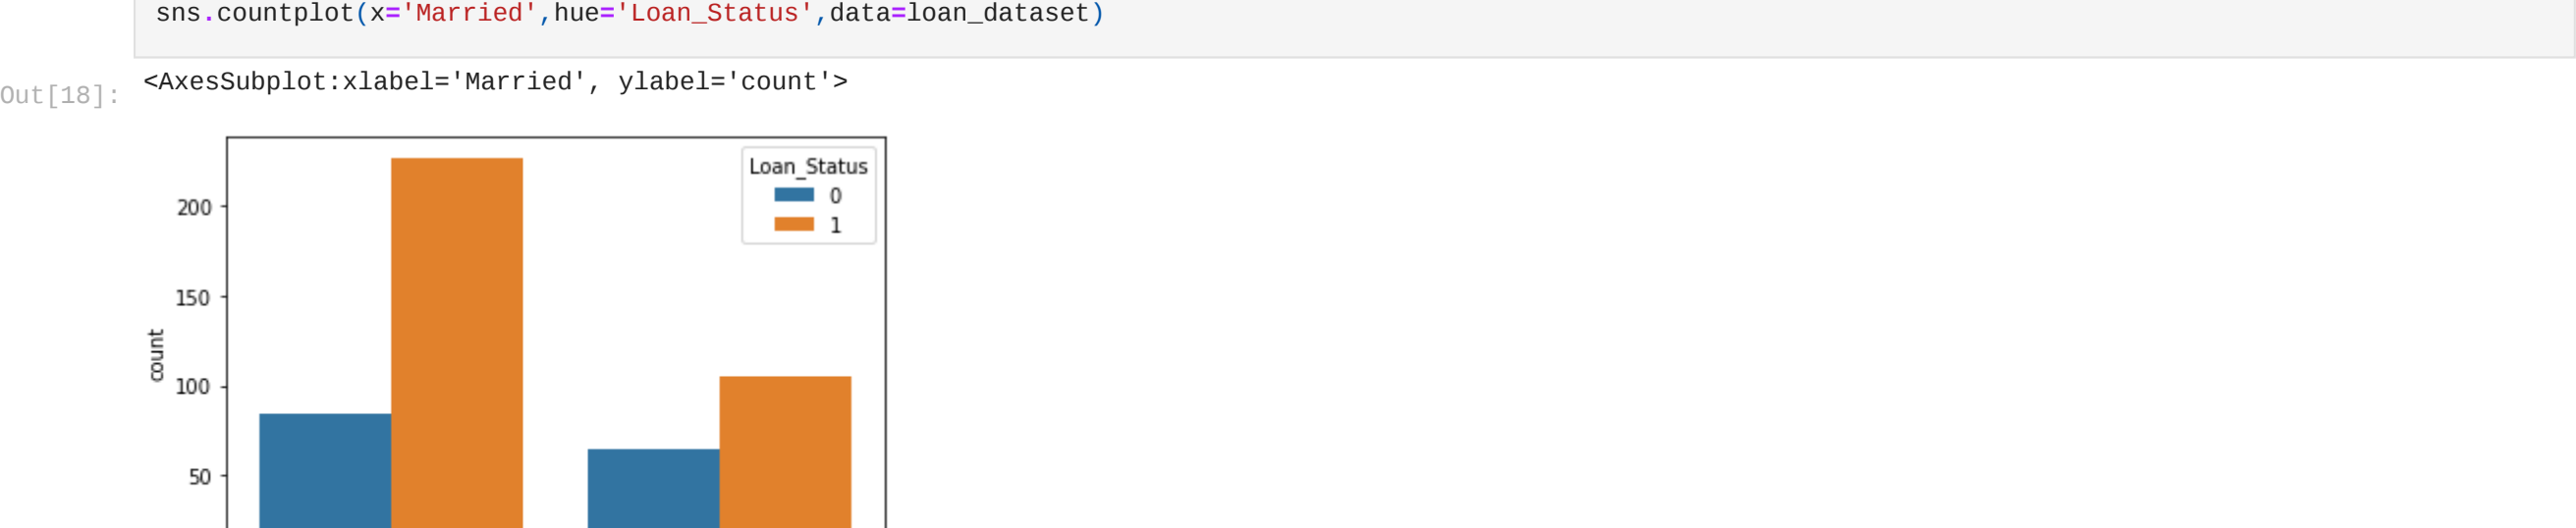 sns.countplot(x='Married',hue='Loan_Status',data=loan_dataset)
<AxesSubplot:xlabel='Married', ylabel='count'>
Out[18]:
Loan_Status
0
1
200
150
100
50
count